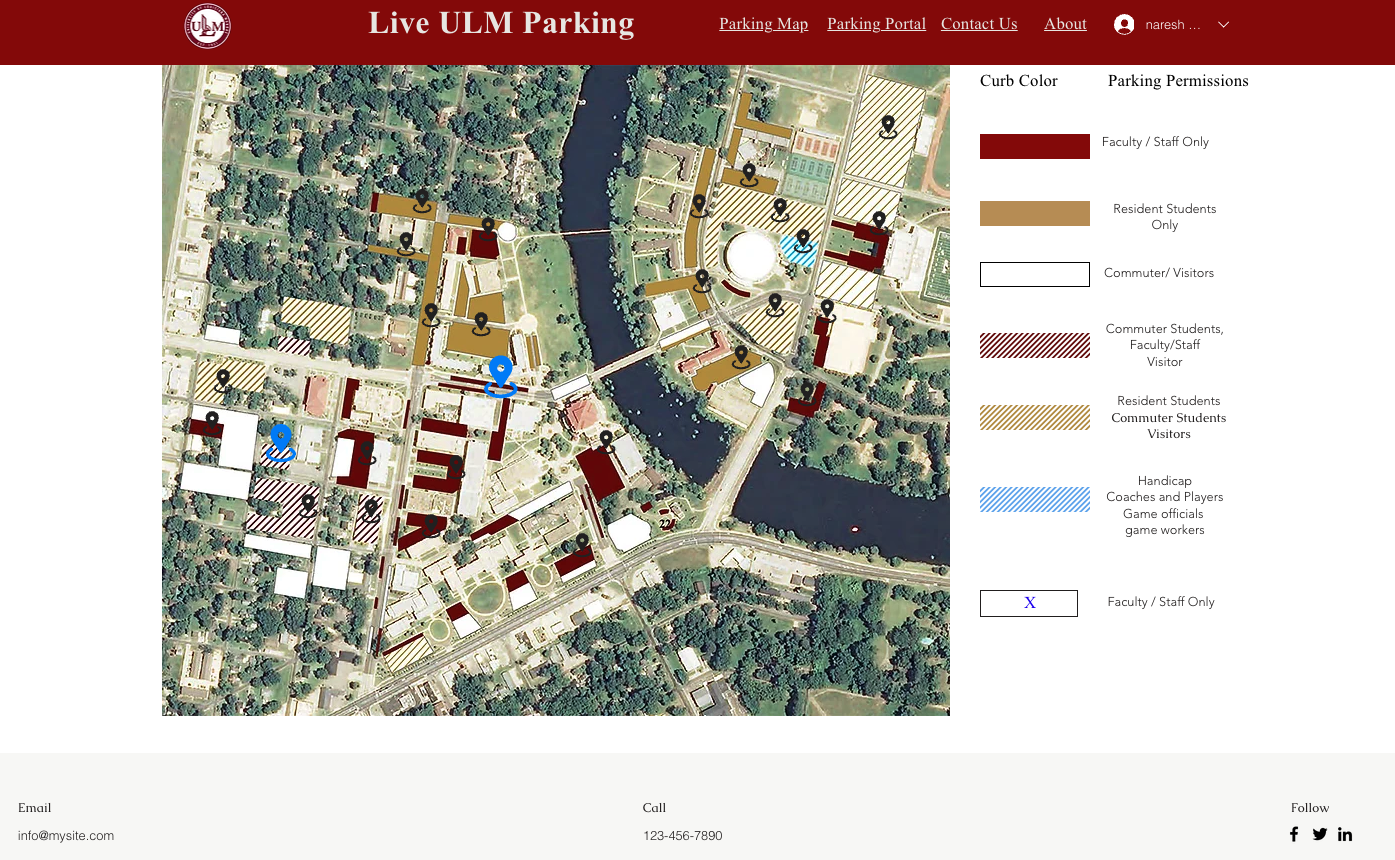 ULM
Live ULM Parking
Parking Map
Parking Portal
Contact Us
About
naresh ...
Curb Color
Parking Permissions
Faculty / Staff Only
Resident Students
Only
Commuter/ Visitors
Commuter Students,
Faculty/Staff
Visitor
Resident Students
Commuter Students
Visitors
Handicap
Coaches and Players
Game officials
game workers
X
Faculty / Staff Only
22
Email
info@mysite.com
Call
123-456-7890
Follow